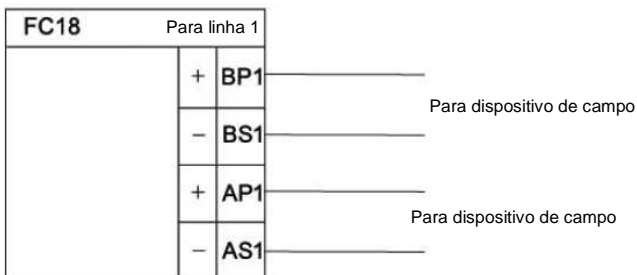 FC18 Para linha 1
+ BP1
Para dispositivo de campo
− BS1
+ AP1
Para dispositivo de campo
− AS1